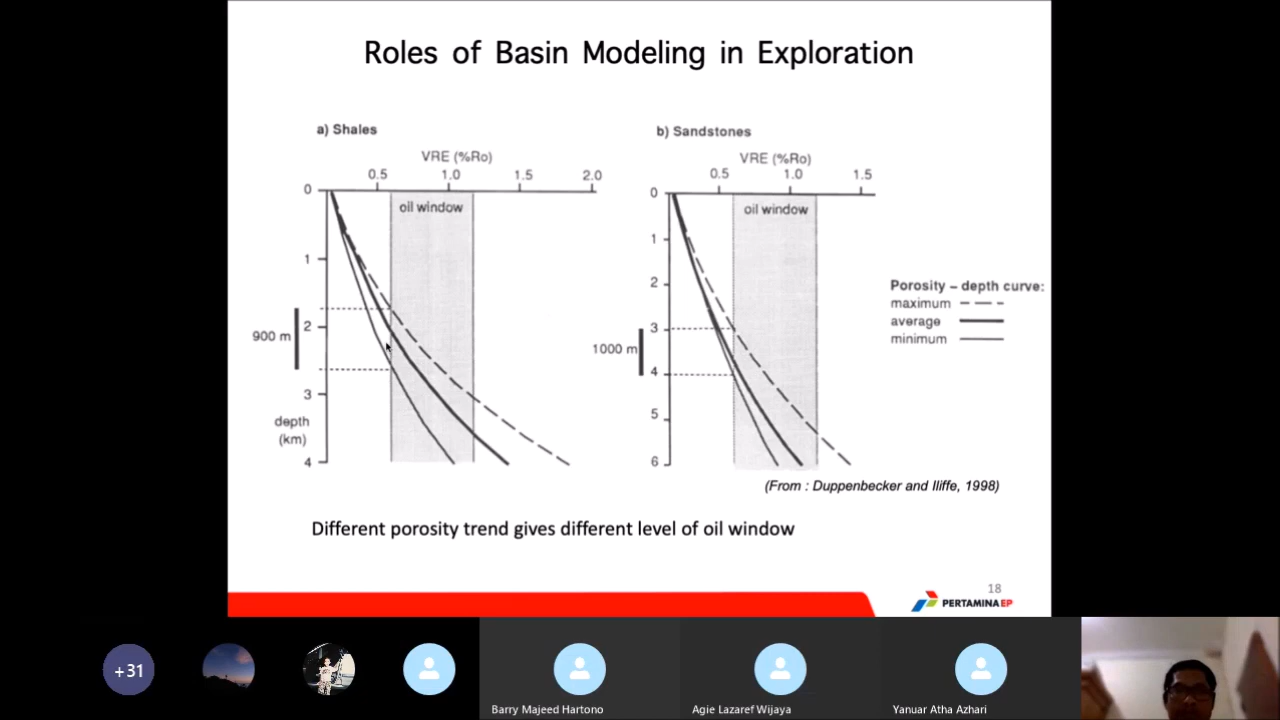 Roles of Basin Modeling in Exploration
a) Shales
VRE (%Ro)
0.5 1.0 1.5 2.0
0
oil window
1
2
900 m
3
depth
(km)
4
b) Sandstones
VRE (%Ro)
0.5 1.0 1.5
0
oil window
1
2
3
1000 m
4
5
6
Porosity – depth curve:
maximum
average
minimum
(From : Duppenbecker and Iliffe, 1998)
Different porosity trend gives different level of oil window
18
PERTAMINA EP
+31
Barry Majeed Hartono
Agie Lazaref Wijaya
Yanuar Atha Azhari